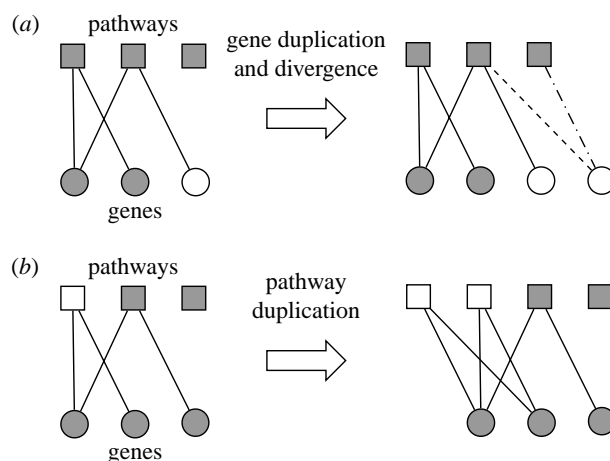 (a)
pathways
gene duplication
and divergence
genes
(b)
pathways
pathway
duplication
genes